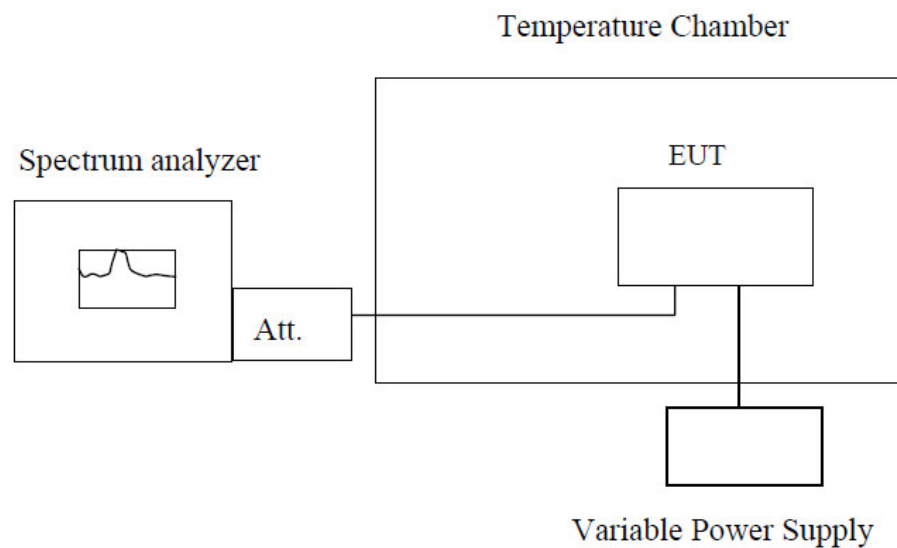 Temperature Chamber
Spectrum analyzer
EUT
Att.
Variable Power Supply